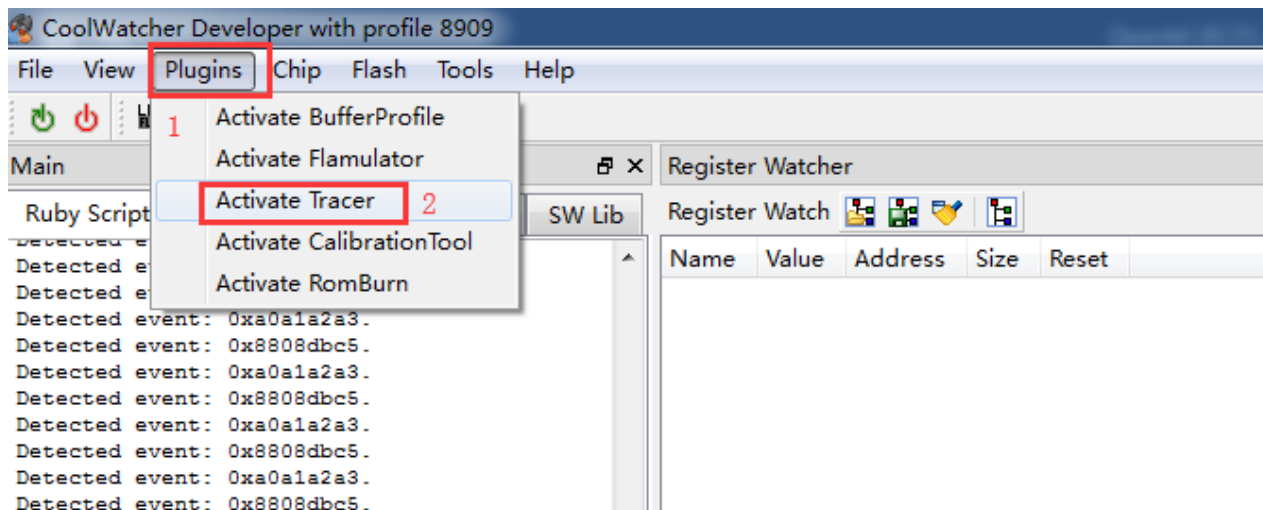 CoolWatcher Developer with profile 8909
File View Plugins Chip Flash Tools Help
1
Activate BufferProfile
Activate Flamulator
Activate Tracer 2
Activate CalibrationTool
Activate RomBurn
Main
Register Watcher
Ruby Script
SW Lib
Register Watch
Name Value Address Size Reset
Detected e
Detected e
Detected e
Detected event: 0xa0a1a2a3.
Detected event: 0x8808dbc5.
Detected event: 0xa0a1a2a3.
Detected event: 0x8808dbc5.
Detected event: 0xa0a1a2a3.
Detected event: 0x8808dbc5.
Detected event: 0xa0a1a2a3.
Detected event: 0x8808dbc5.